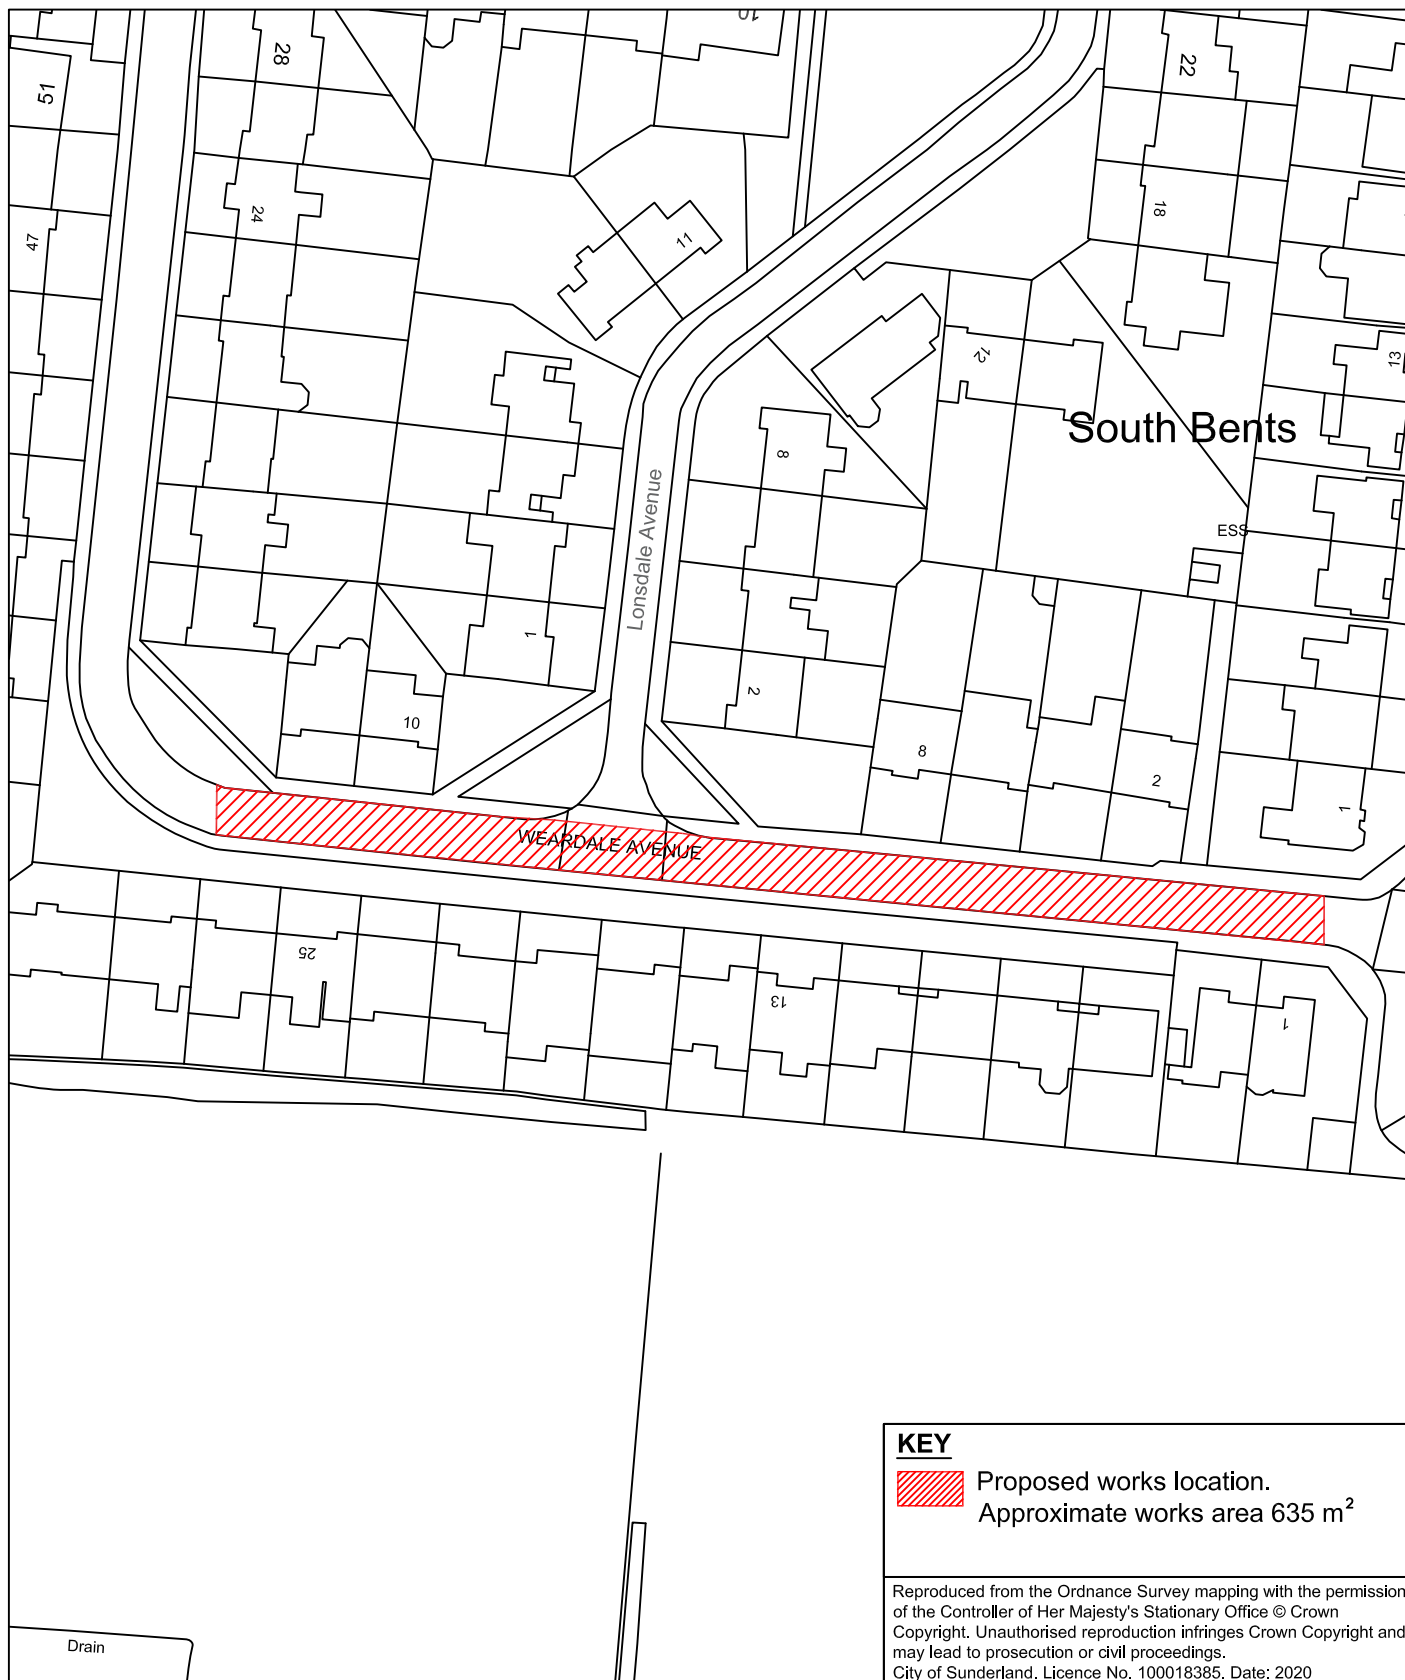 10
28
22
51
24
18
47
11
13
12
South Bents
8
Lonsdale Avenue
ESS
1
2
10
8
2
1
WEARDALE AVENUE
25
13
1
KEY
Proposed works location.
Approximate works area 635 m²
Reproduced from the Ordnance Survey mapping with the permission
of the Controller of Her Majesty's Stationary Office © Crown
Copyright. Unauthorised reproduction infringes Crown Copyright and
may lead to prosecution or civil proceedings.
City of Sunderland. Licence No. 100018385. Date: 2020
Drain